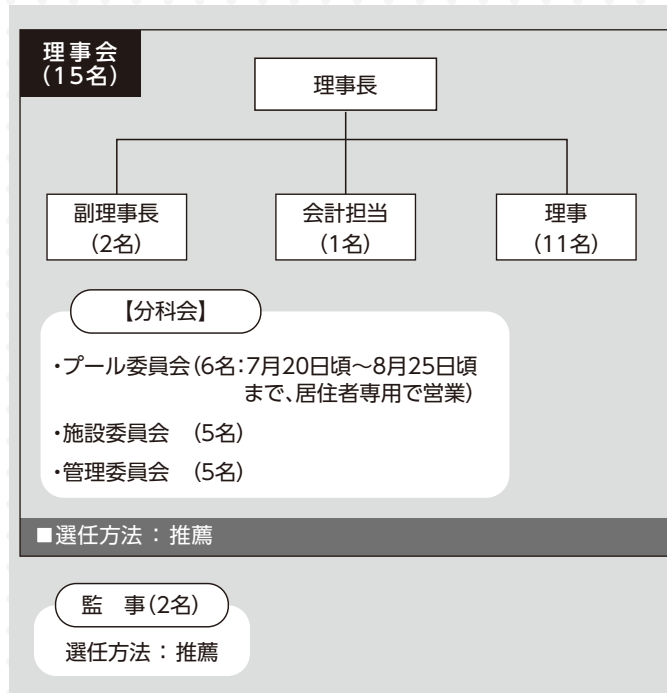 理事会
(15名)
理事長
副理事長
(2名)
会計担当
(1名)
理事
(11名)
【分科会】
・プール委員会(6名：7月20日頃～8月25日頃
まで、居住者専用で営業)
・施設委員会 (5名)
・管理委員会 (5名)
■選任方法：推薦
監 事(2名)
選任方法：推薦